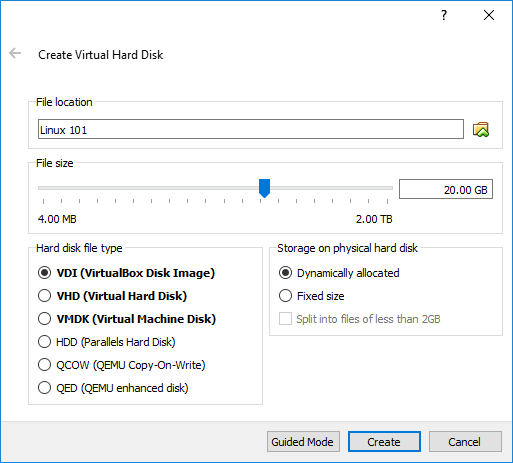 ?
Create Virtual Hard Disk
File location
Linux 101
File size
20.00 GB
4.00 MB 2.00 TB
Hard disk file type
VDI (VirtualBox Disk Image)
VHD (Virtual Hard Disk)
VMDK (Virtual Machine Disk)
HDD (Parallels Hard Disk)
QCOW (QEMU Copy-On-Write)
QED (QEMU enhanced disk)
Storage on physical hard disk
Dynamically allocated
Fixed size
Split into files of less than 2GB
Guided Mode Create Cancel